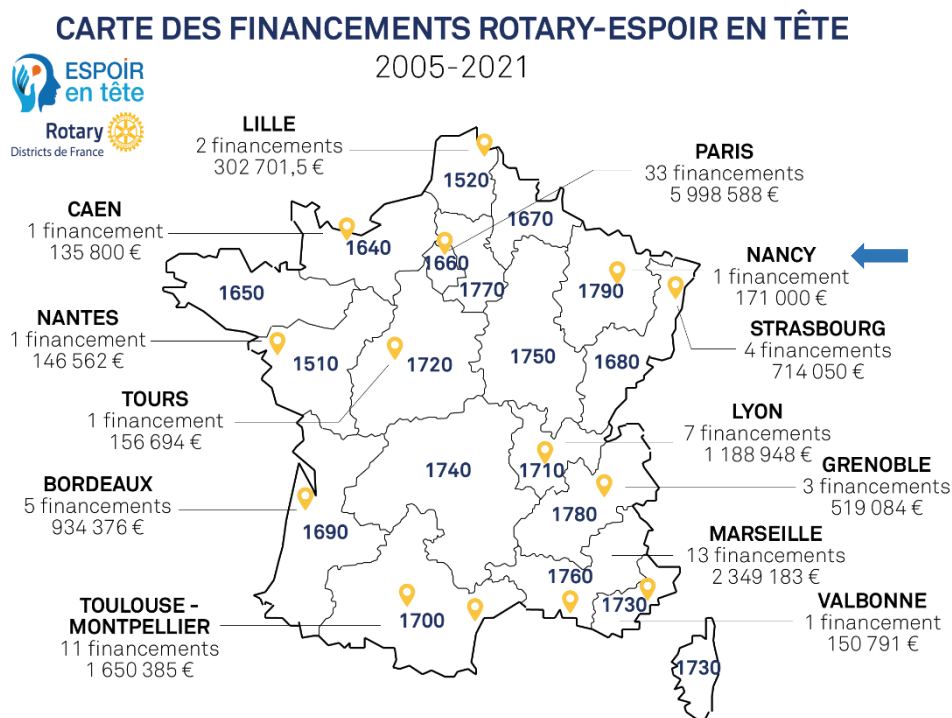 CARTE DES FINANCEMENTS ROTARY-ESPOIR EN TÊTE
2005-2021
ESPOIR
en tête
Rotary
Districts de France
LILLE
2 financements
302 701,5 €
PARIS
33 financements
5 998 588 €
CAEN
1 financement
135 800 €
NANCY
1 financement
171 000 €
NANTES
1 financement
146 562 €
STRASBOURG
4 financements
714 050 €
TOURS
1 financement
156 694 €
LYON
7 financements
1 188 948 €
BORDEAUX
5 financements
934 376 €
GRENOBLE
3 financements
519 084 €
MARSEILLE
13 financements
2 349 183 €
TOULOUSE -
MONTPELLIER
11 financements
1 650 385 €
VALBONNE
1 financement
150 791 €
1520
1670
1640
1660
1770
1790
1650
1510
1720
1750
1680
1740
1710
1780
1690
1760
1700
1730
1730